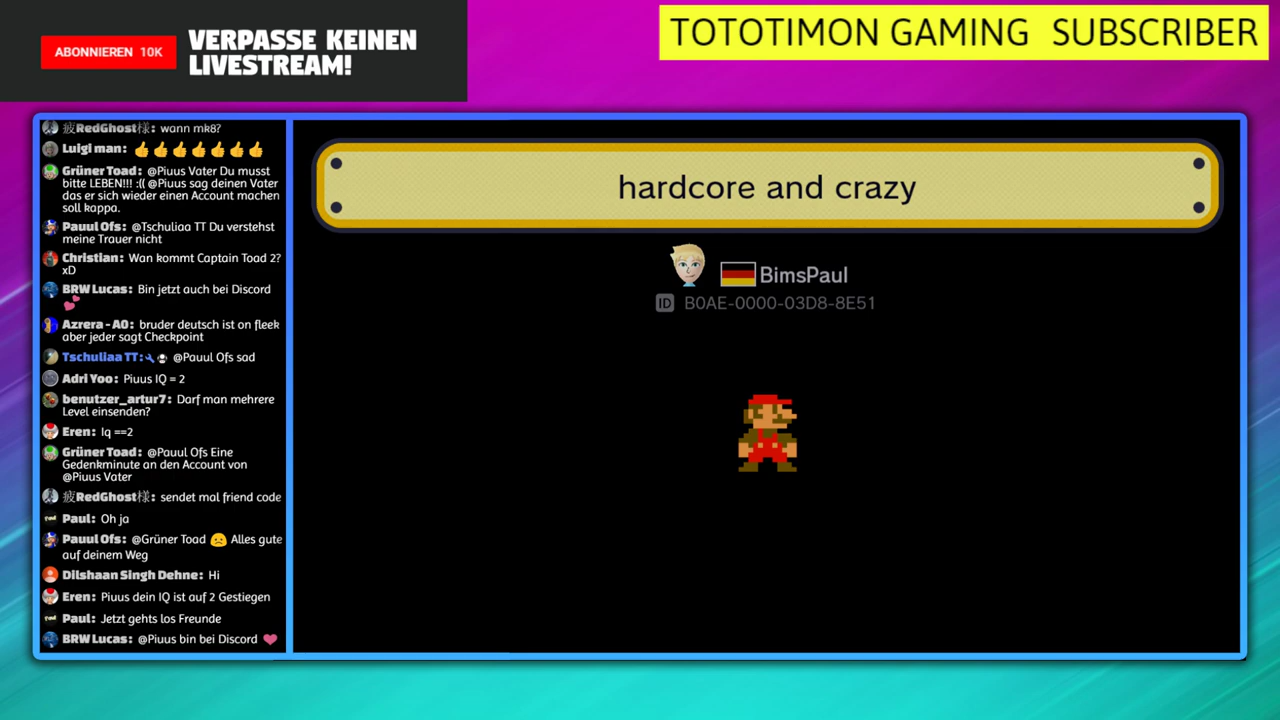 ABONNIEREN 10K
VERPASSE KEINEN
LIVESTREAM!
TOTOTIMON GAMING SUBSCRIBER
疲RedGhost様: wann mk8?
Luigi man: 👍👍👍👍👍👍👍
Grüner Toad: @Piuus Vater Du musst
bitte LEBEN!!! :(( @Piuus sag deinen Vater
das er sich wieder einen Account machen
soll kappa.
Pauul Ofs: @Tschuliaa TT Du verstehst
meine Trauer nicht
Christian: Wan kommt Captain Toad 2?
xD
BRW Lucas: Bin jetzt auch bei Discord
💕
Azrera - A0: bruder deutsch ist on fleek
aber jeder sagt Checkpoint
Tschuliaa TT: @Pauul Ofs sad
Adri Yoo: Piuus IQ = 2
benutzer_artur7: Darf man mehrere
Level einsenden?
Eren: Iq ==2
Grüner Toad: @Pauul Ofs Eine
Gedenkminute an den Account von
@Piuus Vater
疲RedGhost様: sendet mal friend code
Paul: Oh ja
Pauul Ofs: @Grüner Toad 🙁 Alles gute
auf deinem Weg
Dilshaan Singh Dehne: Hi
Eren: Piuus dein IQ ist auf 2 Gestiegen
Paul: Jetzt gehts los Freunde
BRW Lucas: @Piuus bin bei Discord ❤
hardcore and crazy
BimsPaul
ID B0AE-0000-03D8-8E51